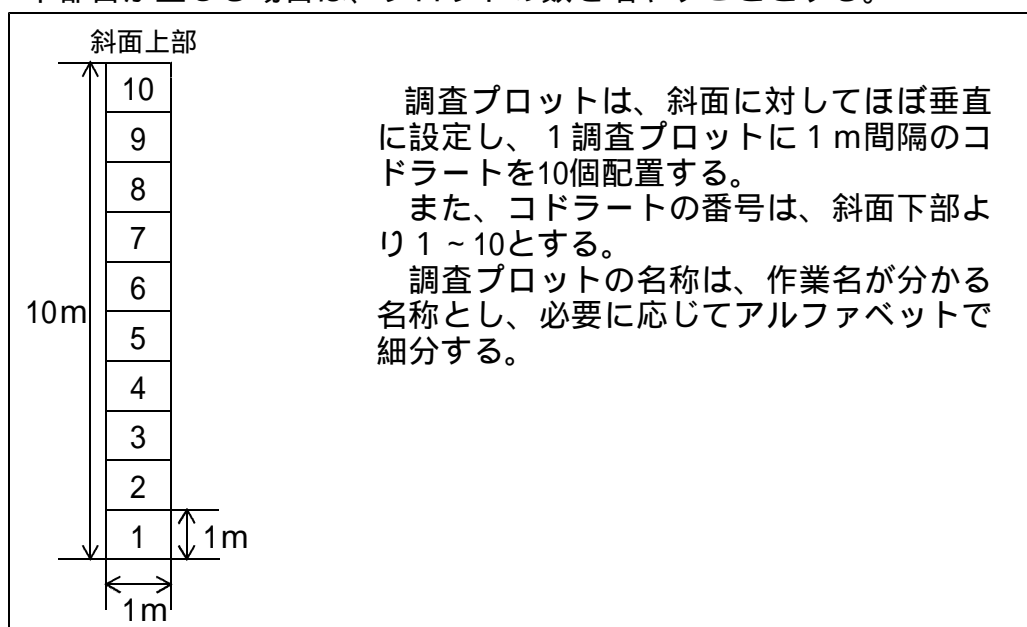 斜面上部
10
9
8
7
6
5
4
3
2
1
10m
1m
1m
調査プロットは、斜面に対してほぼ垂直
に設定し、1調査プロットに1m間隔のコ
ドラートを10個配置する。
また、コドラートの番号は、斜面下部よ
り1~10とする。
調査プロットの名称は、作業名が分かる
名称とし、必要に応じてアルファベットで
細分する。